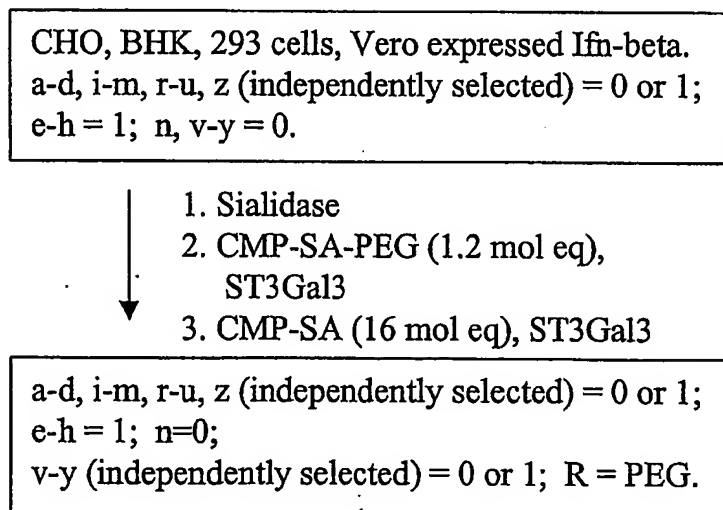 CHO, BHK, 293 cells, Vero expressed Ifn-beta.
a-d, i-m, r-u, z (independently selected) = 0 or 1;
e-h = 1; n, v-y = 0.
1. Sialidase
2. CMP-SA-PEG (1.2 mol eq),
ST3Gal3
3. CMP-SA (16 mol eq), ST3Gal3
a-d, i-m, r-u, z (independently selected) = 0 or 1;
e-h = 1; n=0;
v-y (independently selected) = 0 or 1; R = PEG.